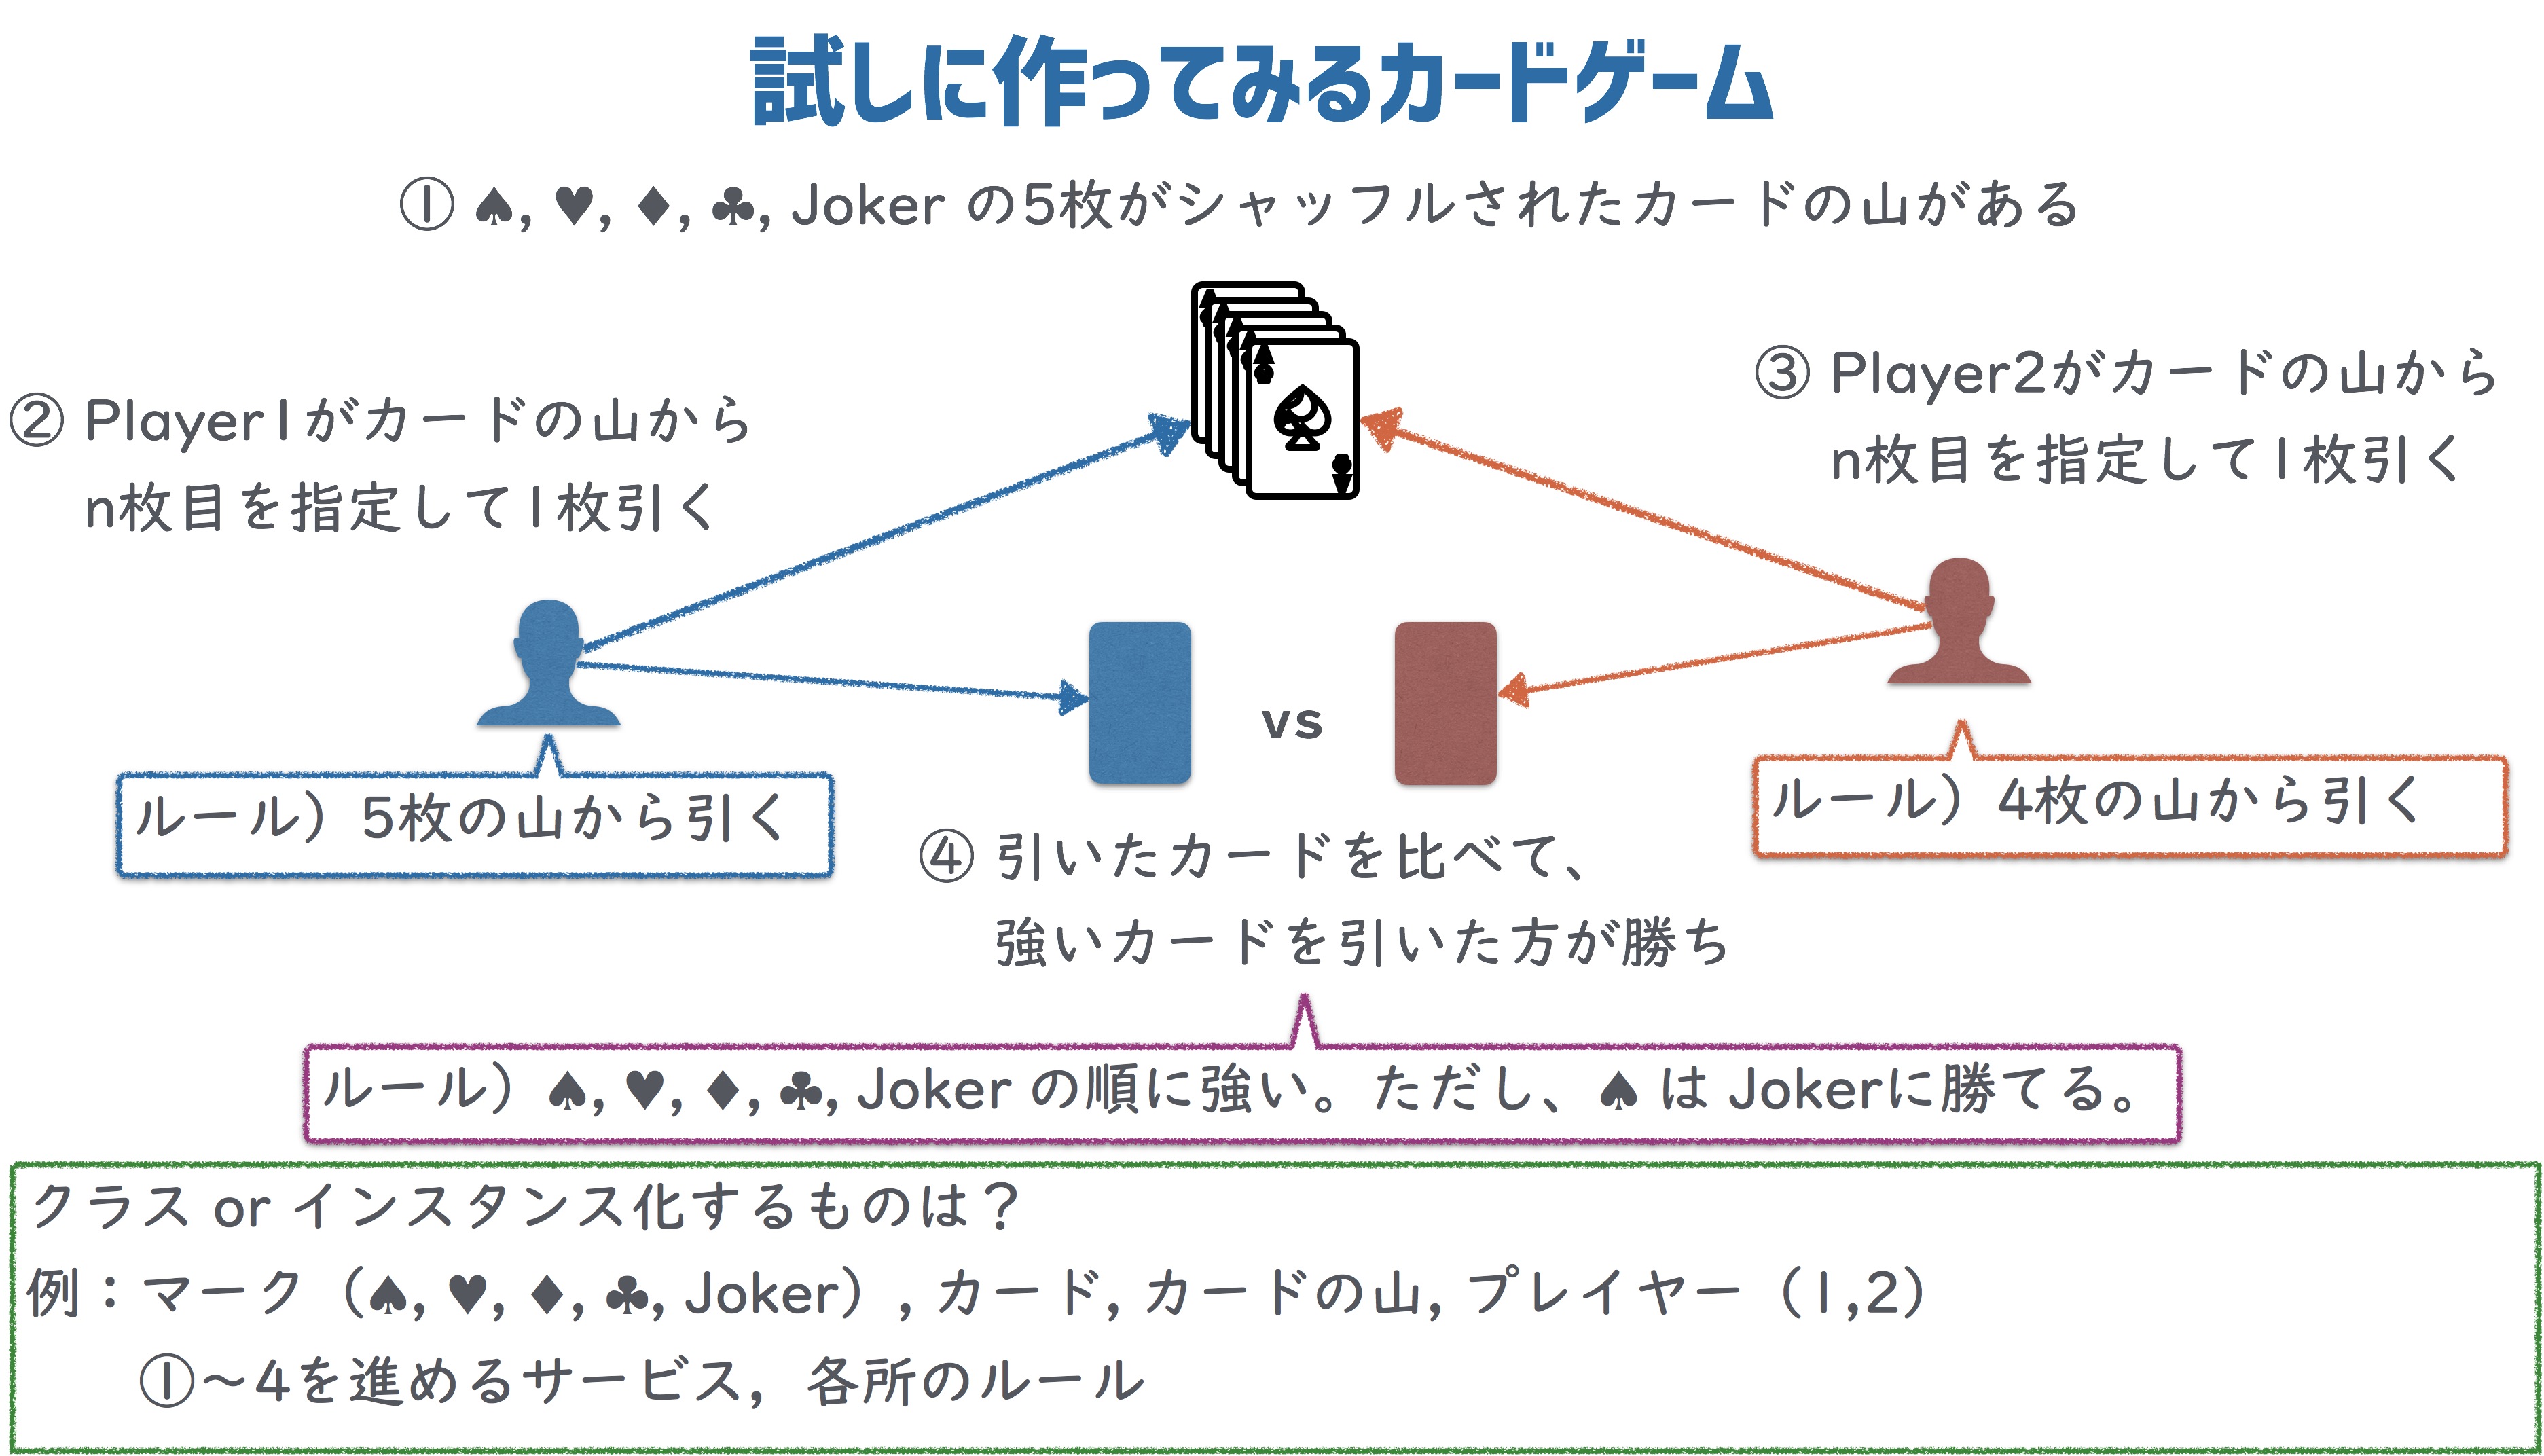 試しに作ってみるカードゲーム
① ♠, ♥, ♦, ♣, Joker の5枚がシャッフルされたカードの山がある
② Player1がカードの山から
n枚目を指定して1枚引く
③ Player2がカードの山から
n枚目を指定して1枚引く
vs
ルール）5枚の山から引く
ルール）4枚の山から引く
④ 引いたカードを比べて、
強いカードを引いた方が勝ち
ルール）♠, ♥, ♦, ♣, Joker の順に強い。ただし、♠ は Jokerに勝てる。
クラス or インスタンス化するものは？
例：マーク（♠, ♥, ♦, ♣, Joker）, カード, カードの山, プレイヤー（1,2）
①〜4を進めるサービス，各所のルール